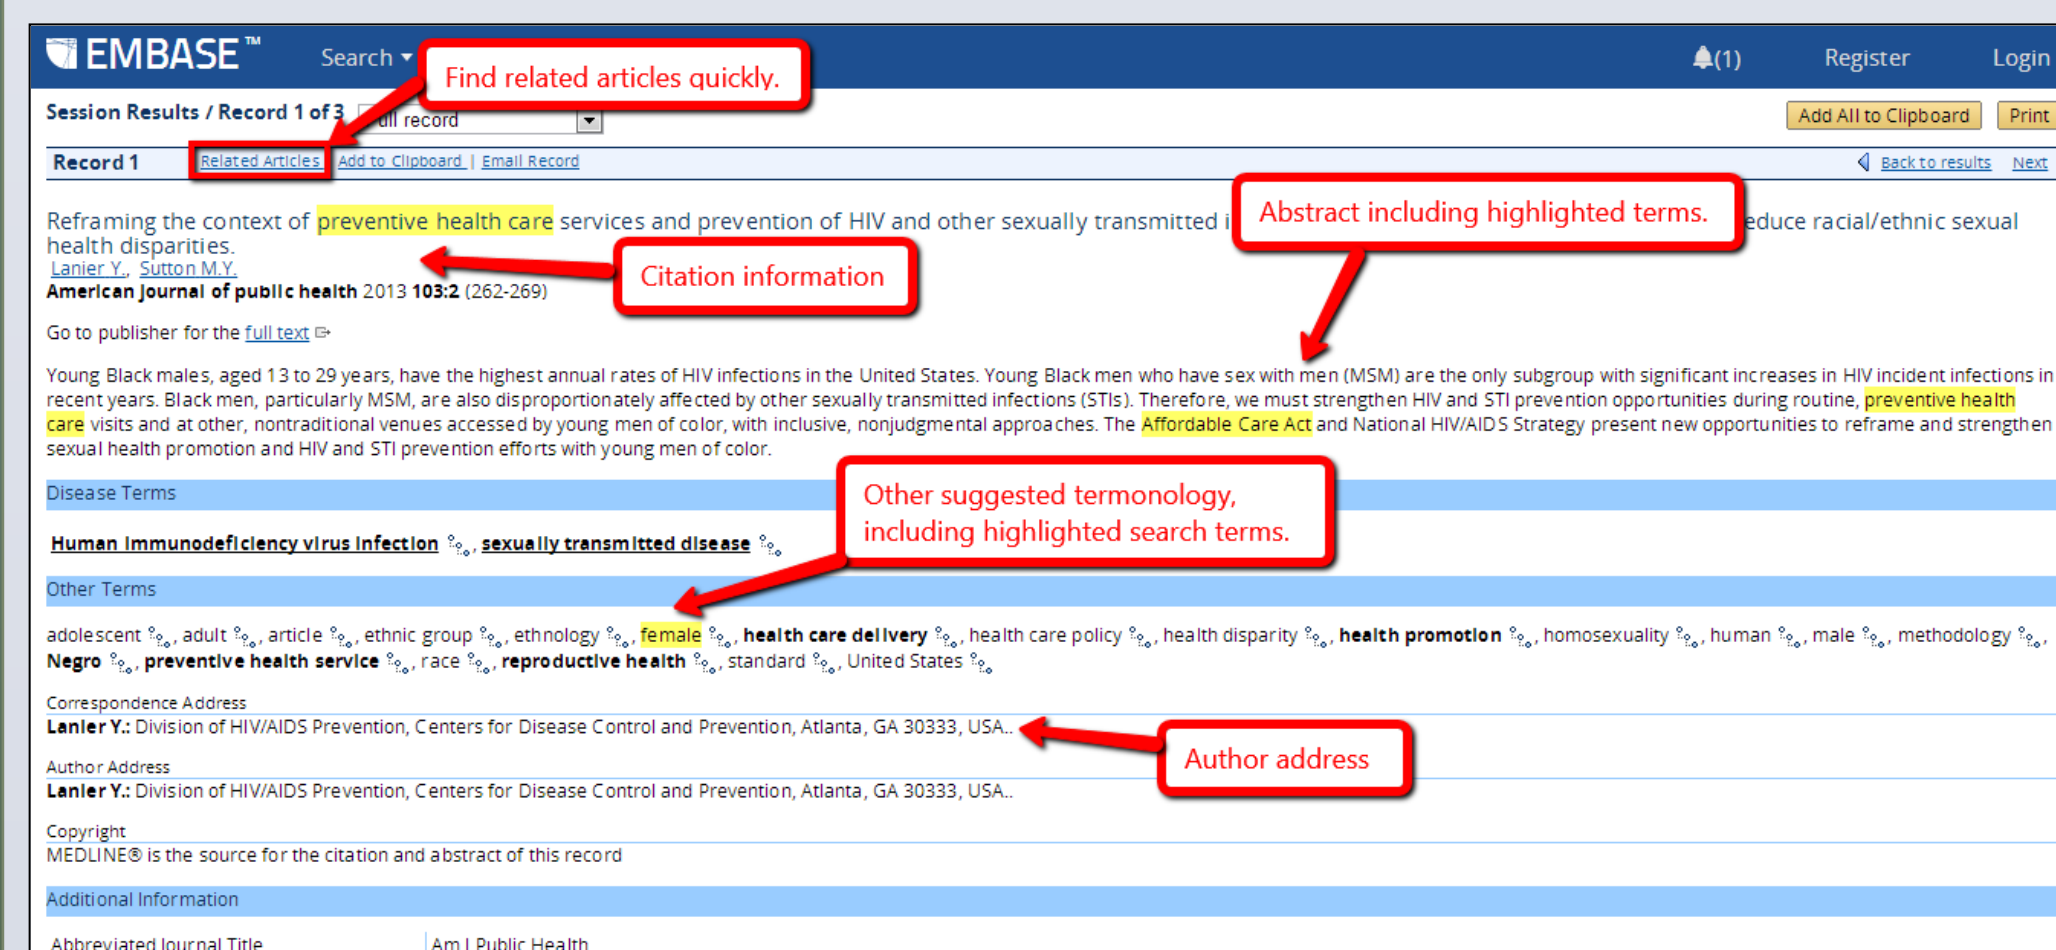 EMBASE™ Search (1) Register Login
Find related articles quickly.
Session Results / Record 1 of 3 ull record Add All to Clipboard Print
Record 1 Related Articles Add to Clipboard | Email Record Back to results Next
Reframing the context of preventive health care services and prevention of HIV and other sexually transmitted i
Abstract including highlighted terms.
educe racial/ethnic sexual
health disparities.
Lanier Y., Sutton M.Y.
Citation information
American journal of public health 2013 103:2 (262-269)
Go to publisher for the full text
Young Black males, aged 13 to 29 years, have the highest annual rates of HIV infections in the United States. Young Black men who have sex with men (MSM) are the only subgroup with significant increases in HIV incident infections in
recent years. Black men, particularly MSM, are also disproportionately affected by other sexually transmitted infections (STIs). Therefore, we must strengthen HIV and STI prevention opportunities during routine, preventive health
care visits and at other, nontraditional venues accessed by young men of color, with inclusive, nonjudgmental approaches. The Affordable Care Act and National HIV/AIDS Strategy present new opportunities to reframe and strengthen
sexual health promotion and HIV and STI prevention efforts with young men of color.
Disease Terms
Other suggested termonology,
including highlighted search terms.
Human immunodeficiency virus infection , sexually transmitted disease
Other Terms
adolescent , adult , article , ethnic group , ethnology , female , health care delivery , health care policy , health disparity , health promotion , homosexuality , human , male , methodology ,
Negro , preventive health service , race , reproductive health , standard , United States
Correspondence Address
Lanier Y.: Division of HIV/AIDS Prevention, Centers for Disease Control and Prevention, Atlanta, GA 30333, USA..
Author address
Author Address
Lanier Y.: Division of HIV/AIDS Prevention, Centers for Disease Control and Prevention, Atlanta, GA 30333, USA..
Copyright
MEDLINE® is the source for the citation and abstract of this record
Additional Information
Abbreviated Journal Title Am J Public Health